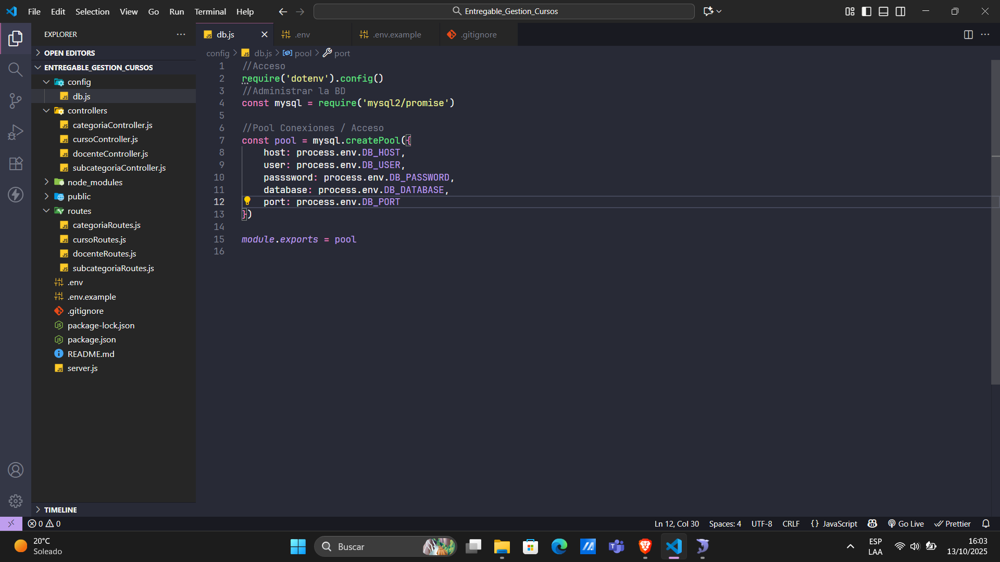 File Edit Selection View Go Run Terminal Help
Entregable_Gestion_Cursos
EXPLORER
OPEN EDITORS
ENTREGABLE_GESTION_CURSOS
config
db.js
controllers
categoriaController.js
cursoController.js
docenteController.js
subcategoriaController.js
node_modules
public
routes
categoriaRoutes.js
cursoRoutes.js
docenteRoutes.js
subcategoriaRoutes.js
.env
.env.example
.gitignore
package-lock.json
package.json
README.md
server.js
TIMELINE
db.js .env .env.example .gitignore
config > db.js > pool > port
1 //Acceso
2 require('dotenv').config()
3 //Administrar la BD
4 const mysql = require('mysql2/promise')
5
6 //Pool Conexiones / Acceso
7 const pool = mysql.createPool({
8 host: process.env.DB_HOST,
9 user: process.env.DB_USER,
10 passsword: process.env.DB_PASSWORD,
11 database: process.env.DB_DATABASE,
12 port: process.env.DB_PORT
13 })
14
15 module.exports = pool
16
0 0 Ln 12, Col 30 Spaces: 4 UTF-8 CRLF {} JavaScript Go Live Prettier
20°C
Soleado
Buscar
ESP
LAA
16:03
13/10/2025